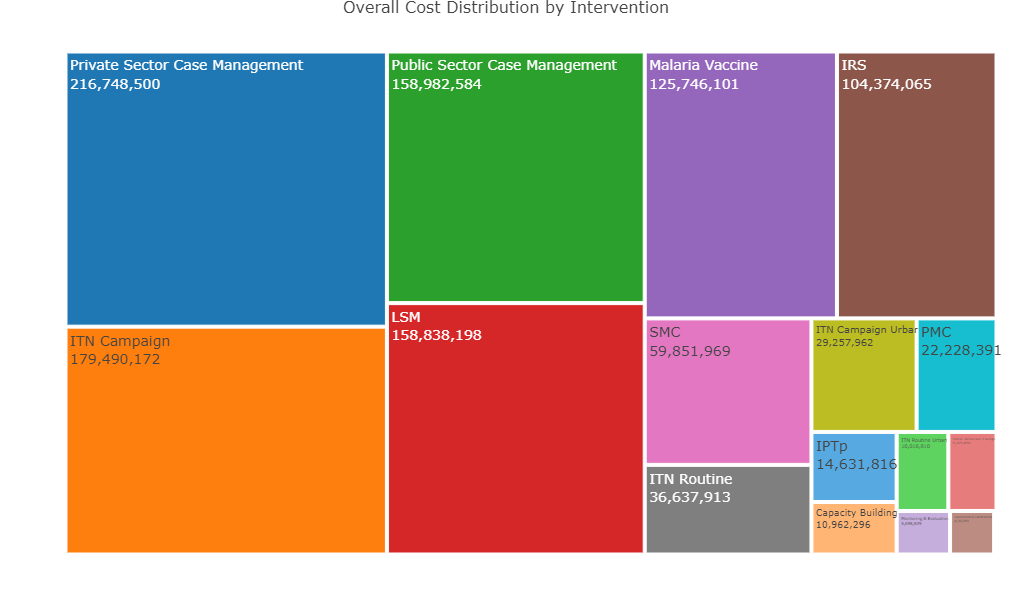 Overall Cost Distribution by Intervention
Private Sector Case Management
216,748,500
Public Sector Case Management
158,982,584
Malaria Vaccine
125,746,101
IRS
104,374,065
ITN Campaign
179,490,172
LSM
158,838,198
SMC
59,851,969
ITN Campaign Urban
29,257,962
PMC
22,228,391
ITN Routine
36,637,913
IPTp
14,631,816
ITN Routine Urban
Capacity Building
10,962,296
Monitoring & Evaluation